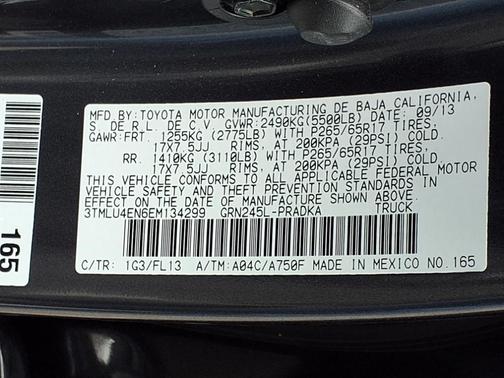 MFD.BY:TOYOTA MOTOR MANUFACTURING DE BAJA CALIFORNIA,
S. DE R.L. DE C.V. GVWR:2490KG(5500LB) 09/13
GAWR:FRT. 1255KG (2775LB) WITH P265/65R17 TIRES,
17X7.5JJ RIMS, AT 200KPA (29PSI) COLD.
RR. 1410KG (3110LB) WITH P265/65R17 TIRES,
17X7.5JJ RIMS, AT 200KPA (29PSI) COLD.
THIS VEHICLE CONFORMS TO ALL APPLICABLE FEDERAL MOTOR
VEHICLE SAFETY AND THEFT PREVENTION STANDARDS IN
EFFECT ON THE DATE OF MANUFACTURE SHOWN ABOVE.
3TMLU4EN6EM134299 GRN245L-PRADKA TRUCK
C/TR: 1G3/FL13 A/TM:A04C/A750F MADE IN MEXICO NO.165
165